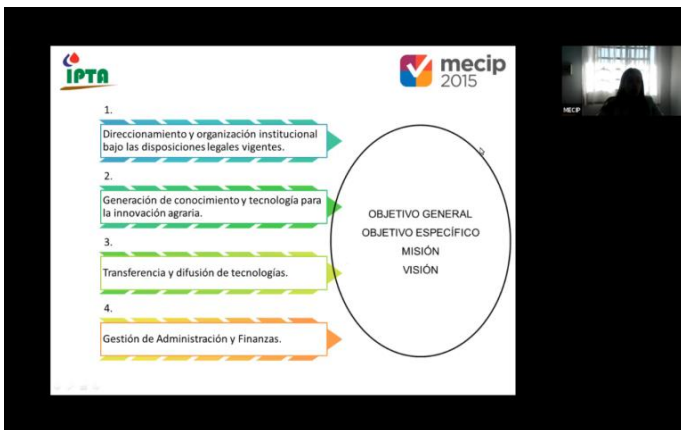 IPTA
mecip
2015
1.
Direccionamiento y organización institucional
bajo las disposiciones legales vigentes.
2.
Generación de conocimiento y tecnología para
la innovación agraria.
3.
Transferencia y difusión de tecnologías.
4.
Gestión de Administración y Finanzas.
OBJETIVO GENERAL
OBJETIVO ESPECÍFICO
MISIÓN
VISIÓN
MECIP